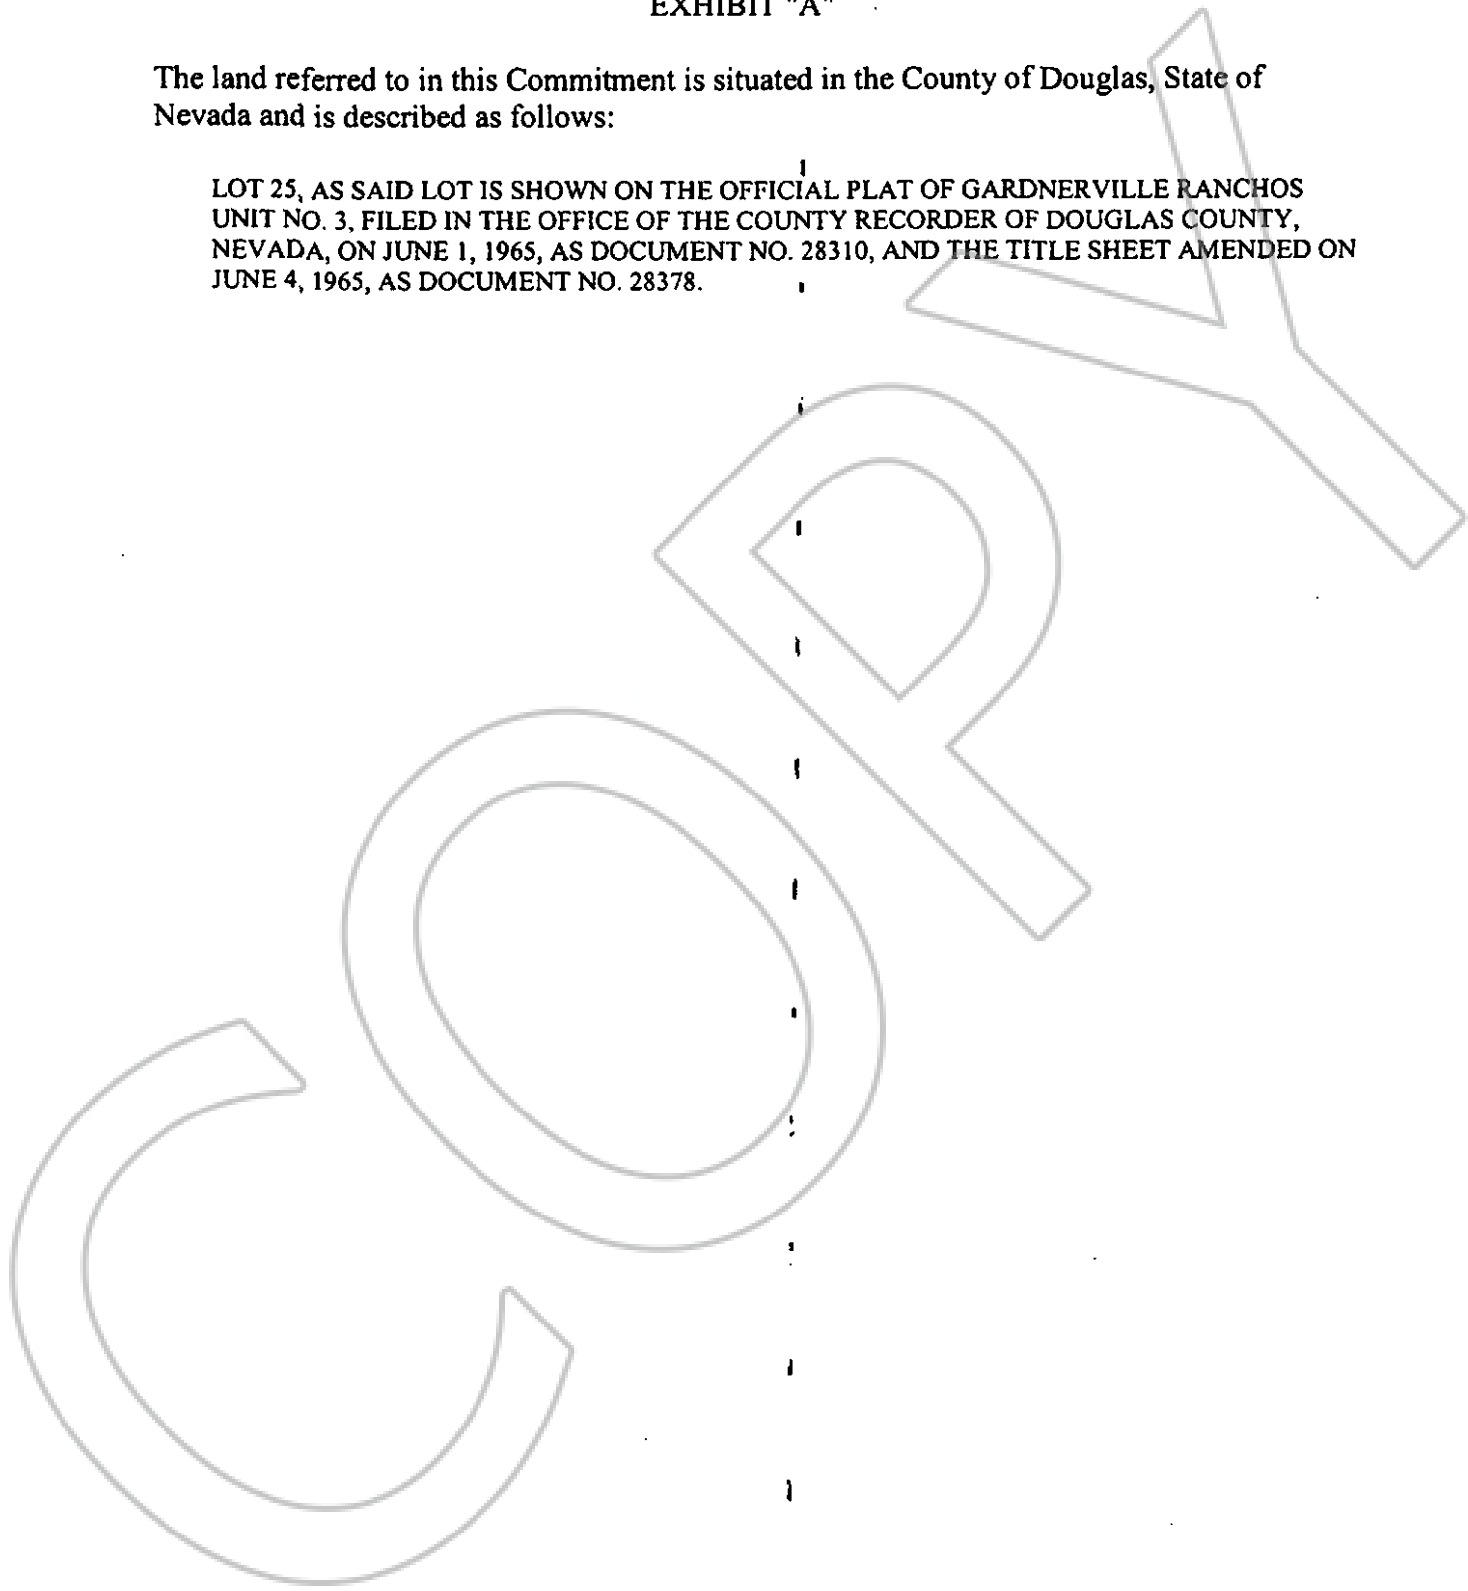 EXHIBIT "A"
The land referred to in this Commitment is situated in the County of Douglas, State of
Nevada and is described as follows:
LOT 25, AS SAID LOT IS SHOWN ON THE OFFICIAL PLAT OF GARDNERVILLE RANCHOS
UNIT NO. 3, FILED IN THE OFFICE OF THE COUNTY RECORDER OF DOUGLAS COUNTY,
NEVADA, ON JUNE 1, 1965, AS DOCUMENT NO. 28310, AND THE TITLE SHEET AMENDED ON
JUNE 4, 1965, AS DOCUMENT NO. 28378.
COPY